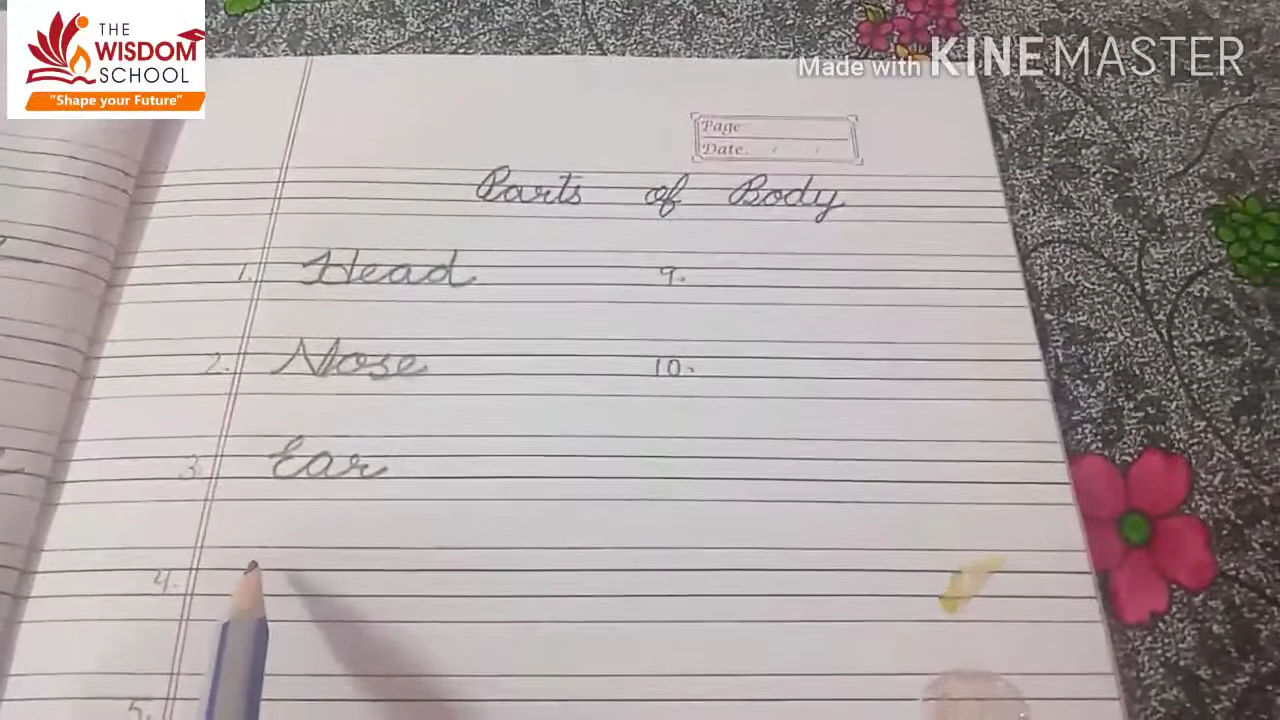 THE
WISDOM
SCHOOL
"Shape your Future"
Made with KINEMASTER
Page
Date. / /
Parts of Body
1. Head 9.
2. Nose 10.
3. Ear
4.
5.